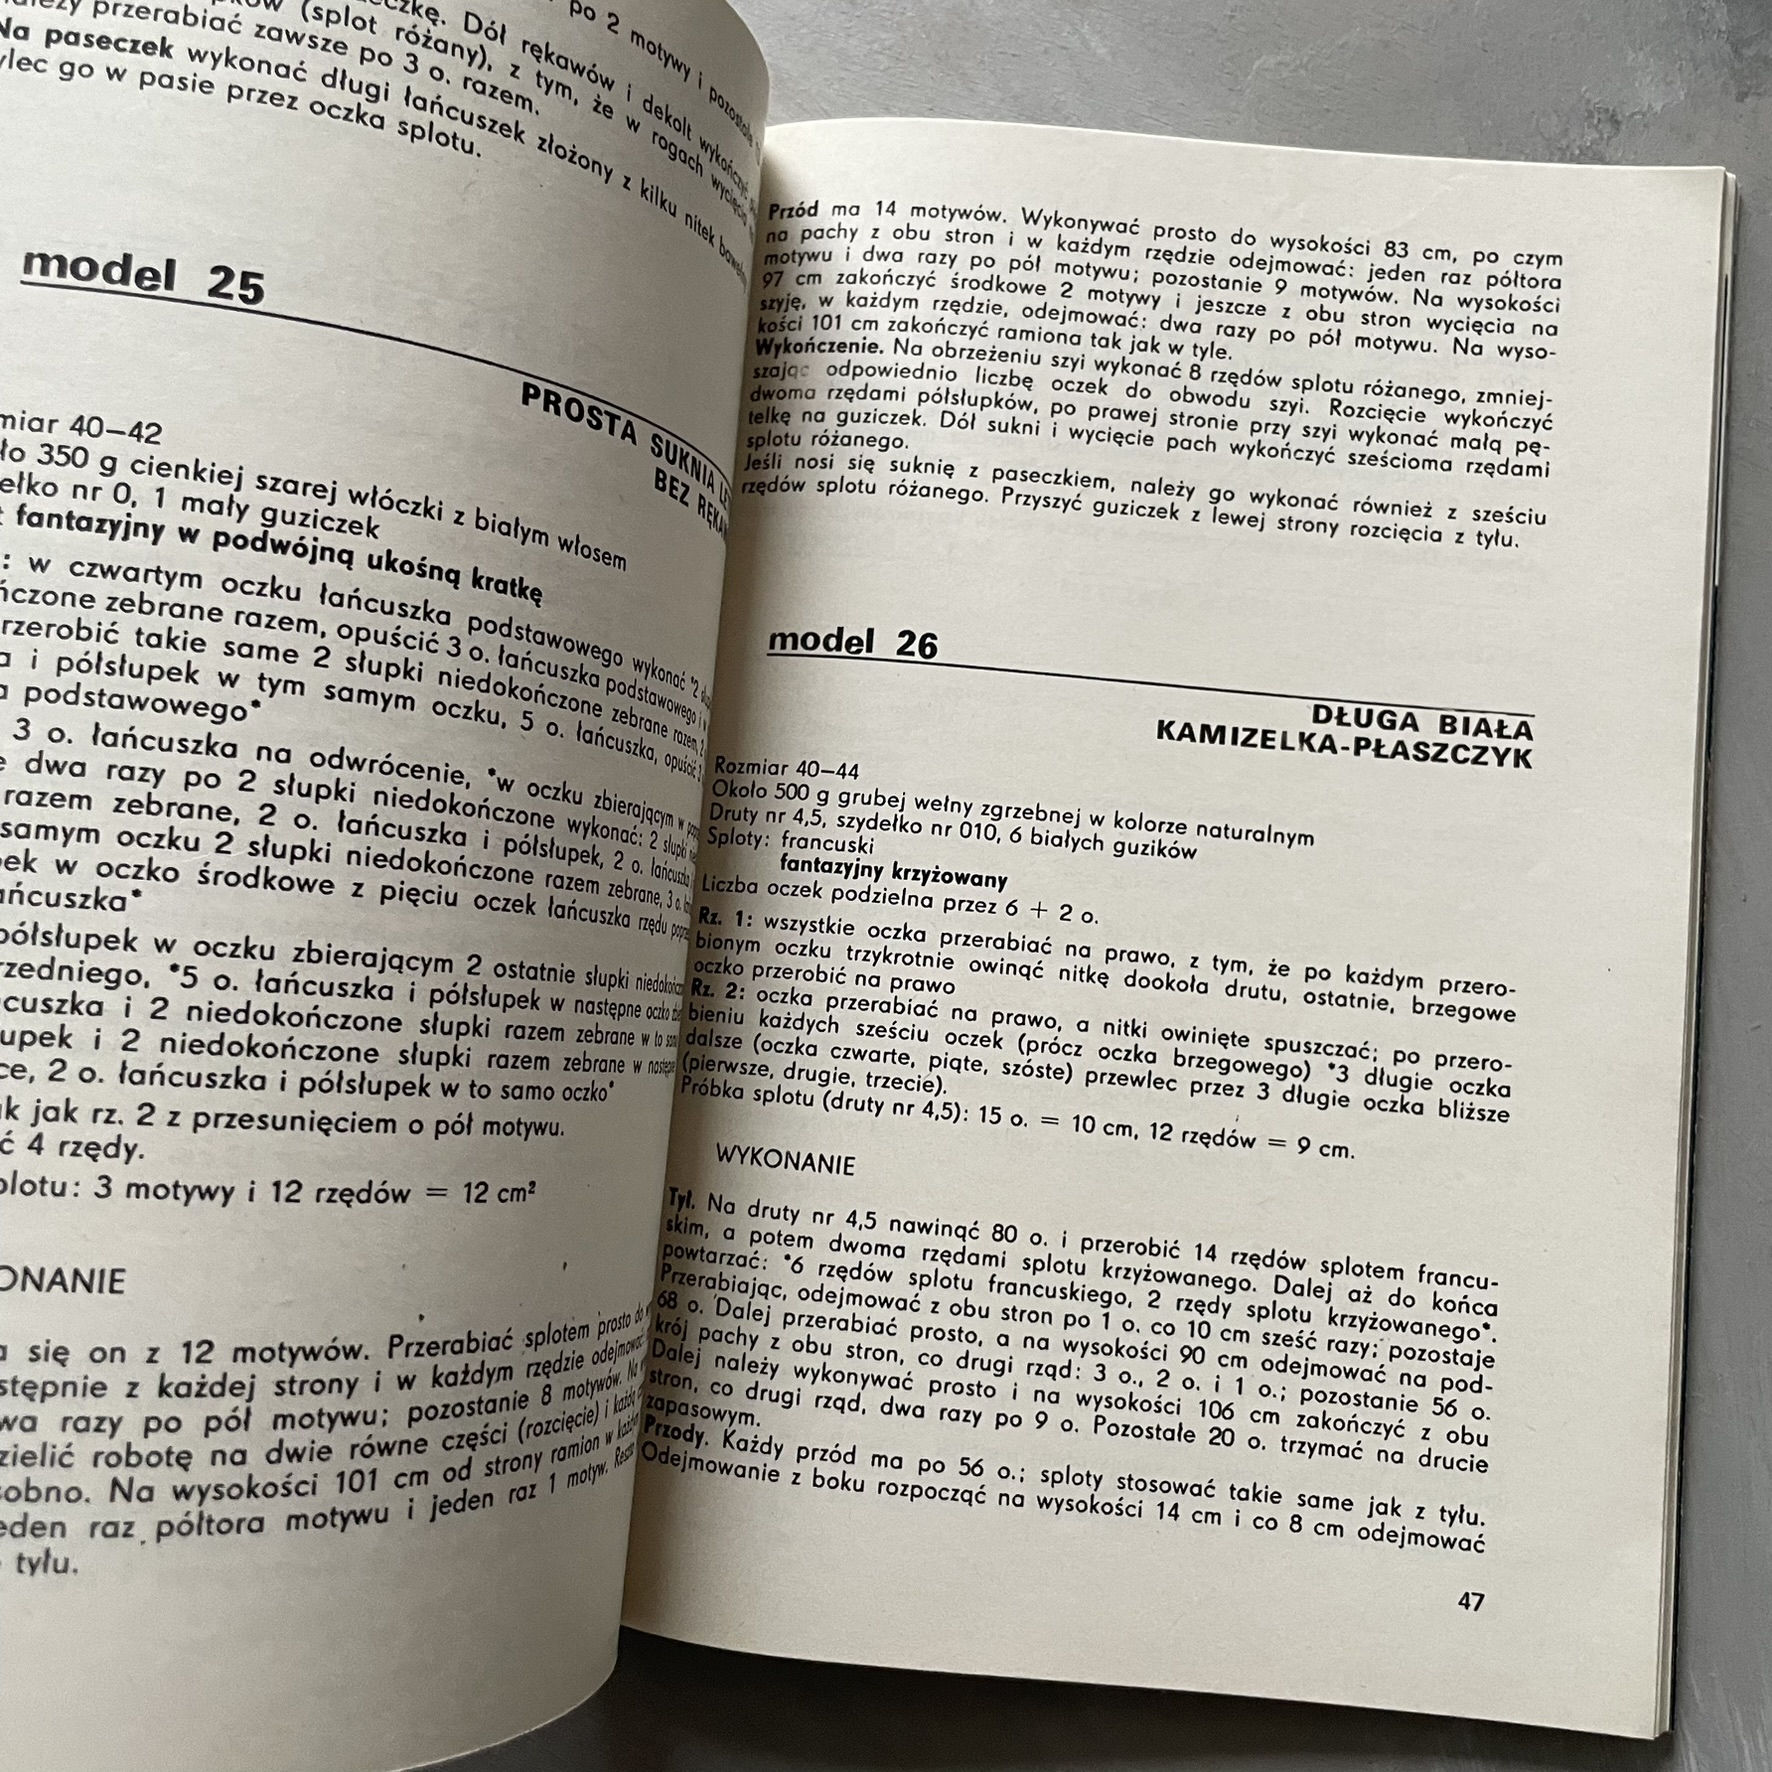 po 2 motywy i pozostałe
Dół rękawów i dekolt wykończyć
(splot różany), z tym, że w rogach wycięcia
przerabiać zawsze po 3 o. razem.
Na paseczek wykonać długi łańcuszek złożony z kilku nitek
go w pasie przez oczka splotu.
model 25
PROSTA SUKNIA
BEZ
40—42
350 g cienkiej szarej włóczki z białym włosem
nr 0, 1 mały guziczek
fantazyjny w podwójną ukośną kratkę
: w czwartym oczku łańcuszka podstawowego wykonać *2
zebrane razem, opuścić 3 o. łańcuszka podstawowego i w
takie same 2 słupki niedokończone zebrane razem, 2
i półsłupek w tym samym oczku, 5 o. łańcuszka, opuścić
podstawowego*
3 o. łańcuszka na odwrócenie, *w oczku zbierającym w
dwa razy po 2 słupki niedokończone wykonać: 2 słupki
razem zebrane, 2 o. łańcuszka i półsłupek, 2 o. łańcuszka
samym oczku 2 słupki niedokończone razem zebrane, 3 o.
w oczko środkowe z pięciu oczek łańcuszka rzędu
półsłupek w oczku zbierającym 2 ostatnie słupki
*5 o. łańcuszka i półsłupek w następne oczko
i 2 niedokończone słupki razem zebrane w to
i 2 niedokończone słupki razem zebrane w
2 o. łańcuszka i półsłupek w to samo oczko*
jak rz. 2 z przesunięciem o pół motywu.
4 rzędy.
splotu: 3 motywy i 12 rzędów = 12 cm²
się on z 12 motywów. Przerabiać splotem prosto do
z każdej strony i w każdym rzędzie odejmować
razy po pół motywu; pozostanie 8 motywów. Na
robotę na dwie równe części (rozcięcie) i każdą
Na wysokości 101 cm od strony ramion w
raz półtora motywu i jeden raz 1 motyw.
tyłu.
Przód ma 14 motywów. Wykonywać prosto do wysokości 83 cm, po czym
na pachy z obu stron i w każdym rzędzie odejmować: jeden raz półtora
motywu i dwa razy po pół motywu; pozostanie 9 motywów. Na wysokości
97 cm zakończyć środkowe 2 motywy i jeszcze z obu stron wycięcia na
szyję, w każdym rzędzie, odejmować: dwa razy po pół motywu. Na wyso-
kości 101 cm zakończyć ramiona tak jak w tyle.
Wykończenie. Na obrzeżeniu szyi wykonać 8 rzędów splotu różanego, zmniej-
szając odpowiednio liczbę oczek do obwodu szyi. Rozcięcie wykończyć
dwoma rzędami półsłupków, po prawej stronie przy szyi wykonać małą pę-
telkę na guziczek. Dół sukni i wycięcie pach wykończyć sześcioma rzędami
splotu różanego.
Jeśli nosi się suknię z paseczkiem, należy go wykonać również z sześciu
rzędów splotu różanego. Przyszyć guziczek z lewej strony rozcięcia z tyłu.
model 26
DŁUGA BIAŁA
KAMIZELKA-PŁASZCZYK
Rozmiar 40—44
Około 500 g grubej wełny zgrzebnej w kolorze naturalnym
Druty nr 4,5, szydełko nr 010, 6 białych guzików
Sploty: francuski
fantazyjny krzyżowany
Liczba oczek podzielna przez 6 + 2 o.
Rz. 1: wszystkie oczka przerabiać na prawo, z tym, że po każdym przero-
bionym oczku trzykrotnie owinąć nitkę dookoła drutu, ostatnie, brzegowe
oczko przerobić na prawo
Rz. 2: oczka przerabiać na prawo, a nitki owinięte spuszczać; po przero-
bieniu każdych sześciu oczek (prócz oczka brzegowego) *3 długie oczka
dalsze (oczka czwarte, piąte, szóste) przewlec przez 3 długie oczka bliższe
(pierwsze, drugie, trzecie).
Próbka splotu (druty nr 4,5): 15 o. = 10 cm, 12 rzędów = 9 cm.
WYKONANIE
Tył. Na druty nr 4,5 nawinąć 80 o. i przerobić 14 rzędów splotem francu-
skim, a potem dwoma rzędami splotu krzyżowanego. Dalej aż do końca
powtarzać: *6 rzędów splotu francuskiego, 2 rzędy splotu krzyżowanego*.
Przerabiając, odejmować z obu stron po 1 o. co 10 cm sześć razy; pozostaje
68 o. Dalej przerabiać prosto, a na wysokości 90 cm odejmować na pod-
krój pachy z obu stron, co drugi rząd: 3 o., 2 o. i 1 o.; pozostanie 56 o.
Dalej należy wykonywać prosto i na wysokości 106 cm zakończyć z obu
stron, co drugi rząd, dwa razy po 9 o. Pozostałe 20 o. trzymać na drucie
zapasowym.
Przody. Każdy przód ma po 56 o.; sploty stosować takie same jak z tyłu.
Odejmowanie z boku rozpocząć na wysokości 14 cm i co 8 cm odejmować
47